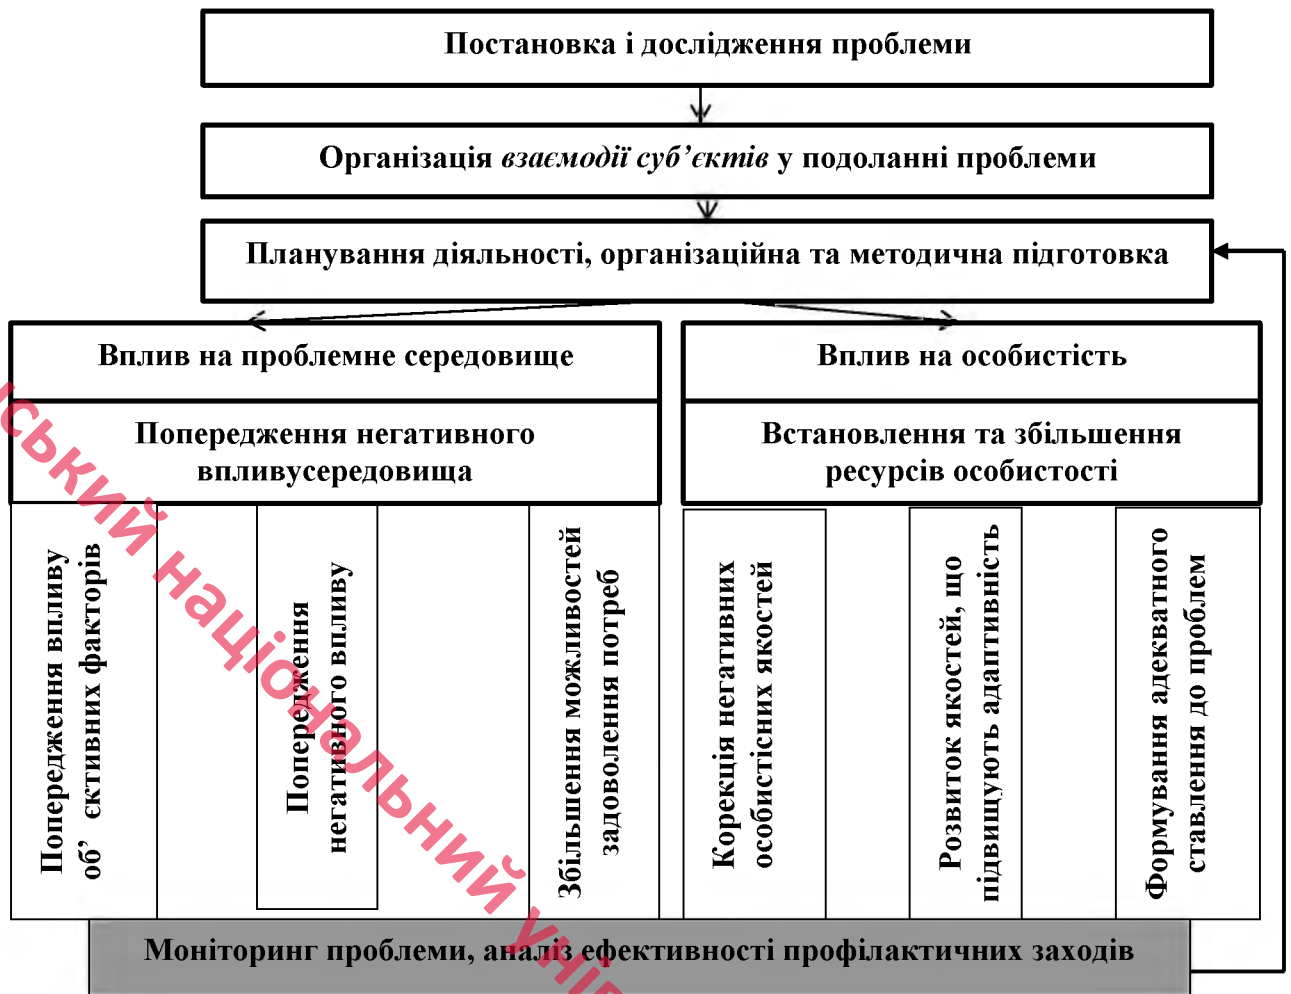 Постановка і дослідження проблеми
Організація взаємодії суб’єктів у подоланні проблеми
Планування діяльності, організаційна та методична підготовка
Вплив на проблемне середовище
Вплив на особистість
Попередження негативного
впливусередовища
Встановлення та збільшення
ресурсів особистості
Попередження впливу
об’ єктивних факторів
Попередження
негативного впливу
Збільшення можливостей
задоволення потреб
Корекція негативних
особистісних якостей
Розвиток якостей, що
підвищують адаптивність
Формування адекватного
ставлення до проблем
Моніторинг проблеми, аналіз ефективності профілактичних заходів
національний